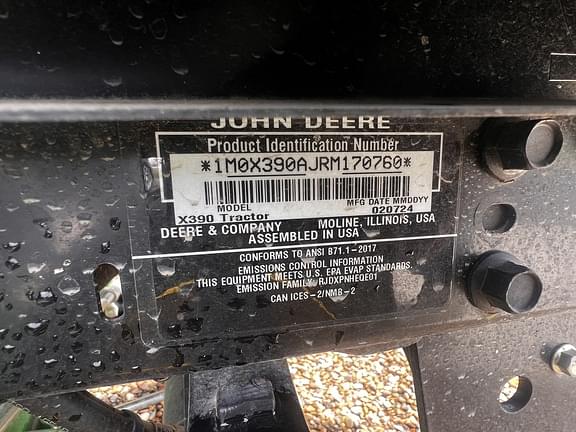 JOHN DEERE
Product Identification Number
*1M0X390AJRM170760*
MODEL MFG DATE MMDDYY
X390 Tractor 020724
DEERE & COMPANY MOLINE, ILLINOIS, USA
ASSEMBLED IN USA
CONFORMS TO ANSI B71.1-2017
EMISSIONS CONTROL INFORMATION
THIS EQUIPMENT MEETS U.S. EPA EVAP STANDARDS.
EMISSION FAMILY: RJDXPNHEQE01
CAN ICES-2/NMB-2